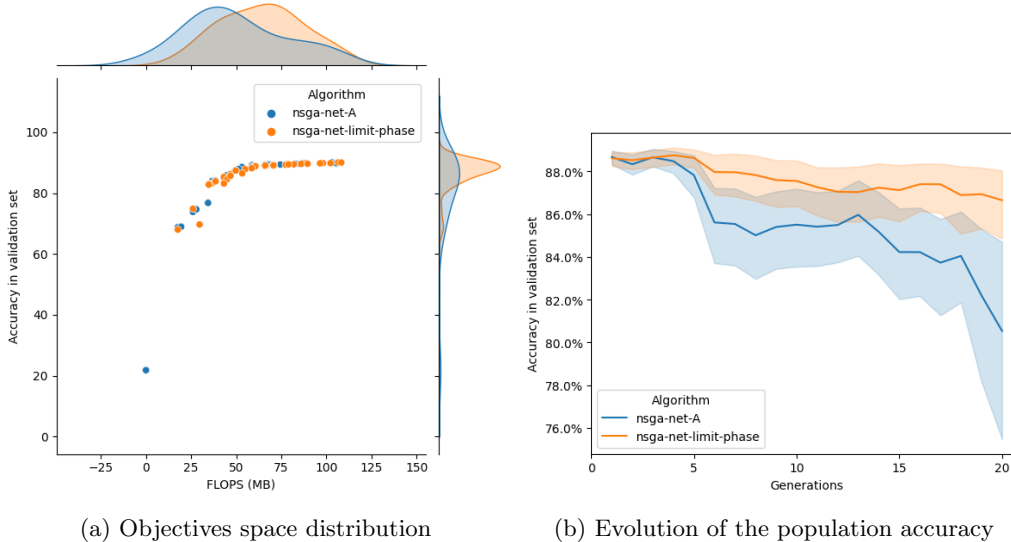 Algorithm
nsga-net-A
nsga-net-limit-phase
Accuracy in validation set
100
80
60
40
20
0
−25 0 25 50 75 100 125 150
FLOPS (MB)
(a) Objectives space distribution
Accuracy in validation set
88.0%
86.0%
84.0%
82.0%
80.0%
78.0%
76.0%
Algorithm
nsga-net-A
nsga-net-limit-phase
0 5 10 15 20
Generations
(b) Evolution of the population accuracy